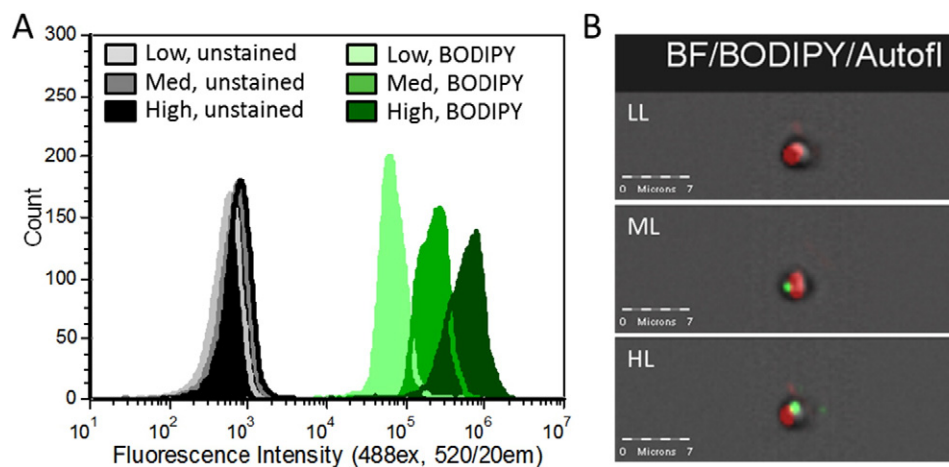 A
300
250
200
150
100
50
0
Count
Low, unstained
Med, unstained
High, unstained
Low, BODIPY
Med, BODIPY
High, BODIPY
10¹ 10² 10³ 10⁴ 10⁵ 10⁶ 10⁷
Fluorescence Intensity (488ex, 520/20em)
B
BF/BODIPY/Autofl
LL
0 Microns 7
ML
0 Microns 7
HL
0 Microns 7